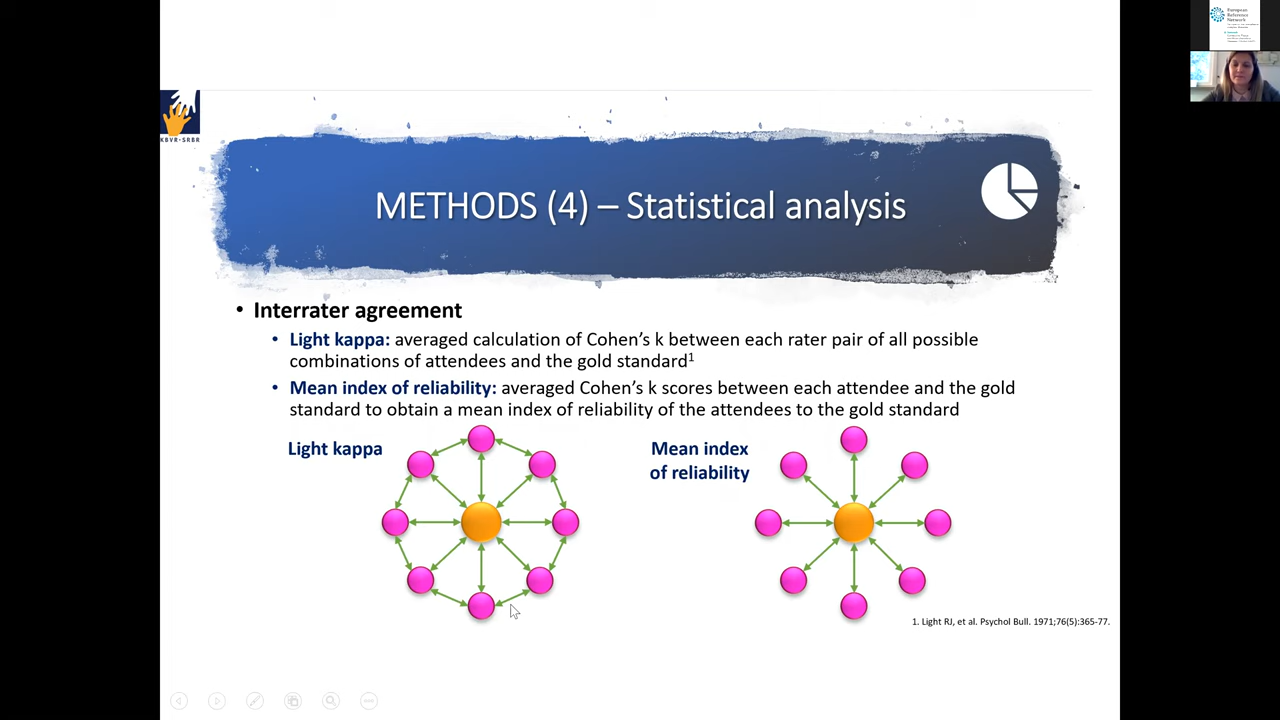 European
Reference
Network
KBVR-SRBR
METHODS (4) – Statistical analysis
• Interrater agreement
• Light kappa: averaged calculation of Cohen's k between each rater pair of all possible
combinations of attendees and the gold standard1
• Mean index of reliability: averaged Cohen's k scores between each attendee and the gold
standard to obtain a mean index of reliability of the attendees to the gold standard
Light kappa
Mean index
of reliability
1. Light RJ, et al. Psychol Bull. 1971;76(5):365-77.